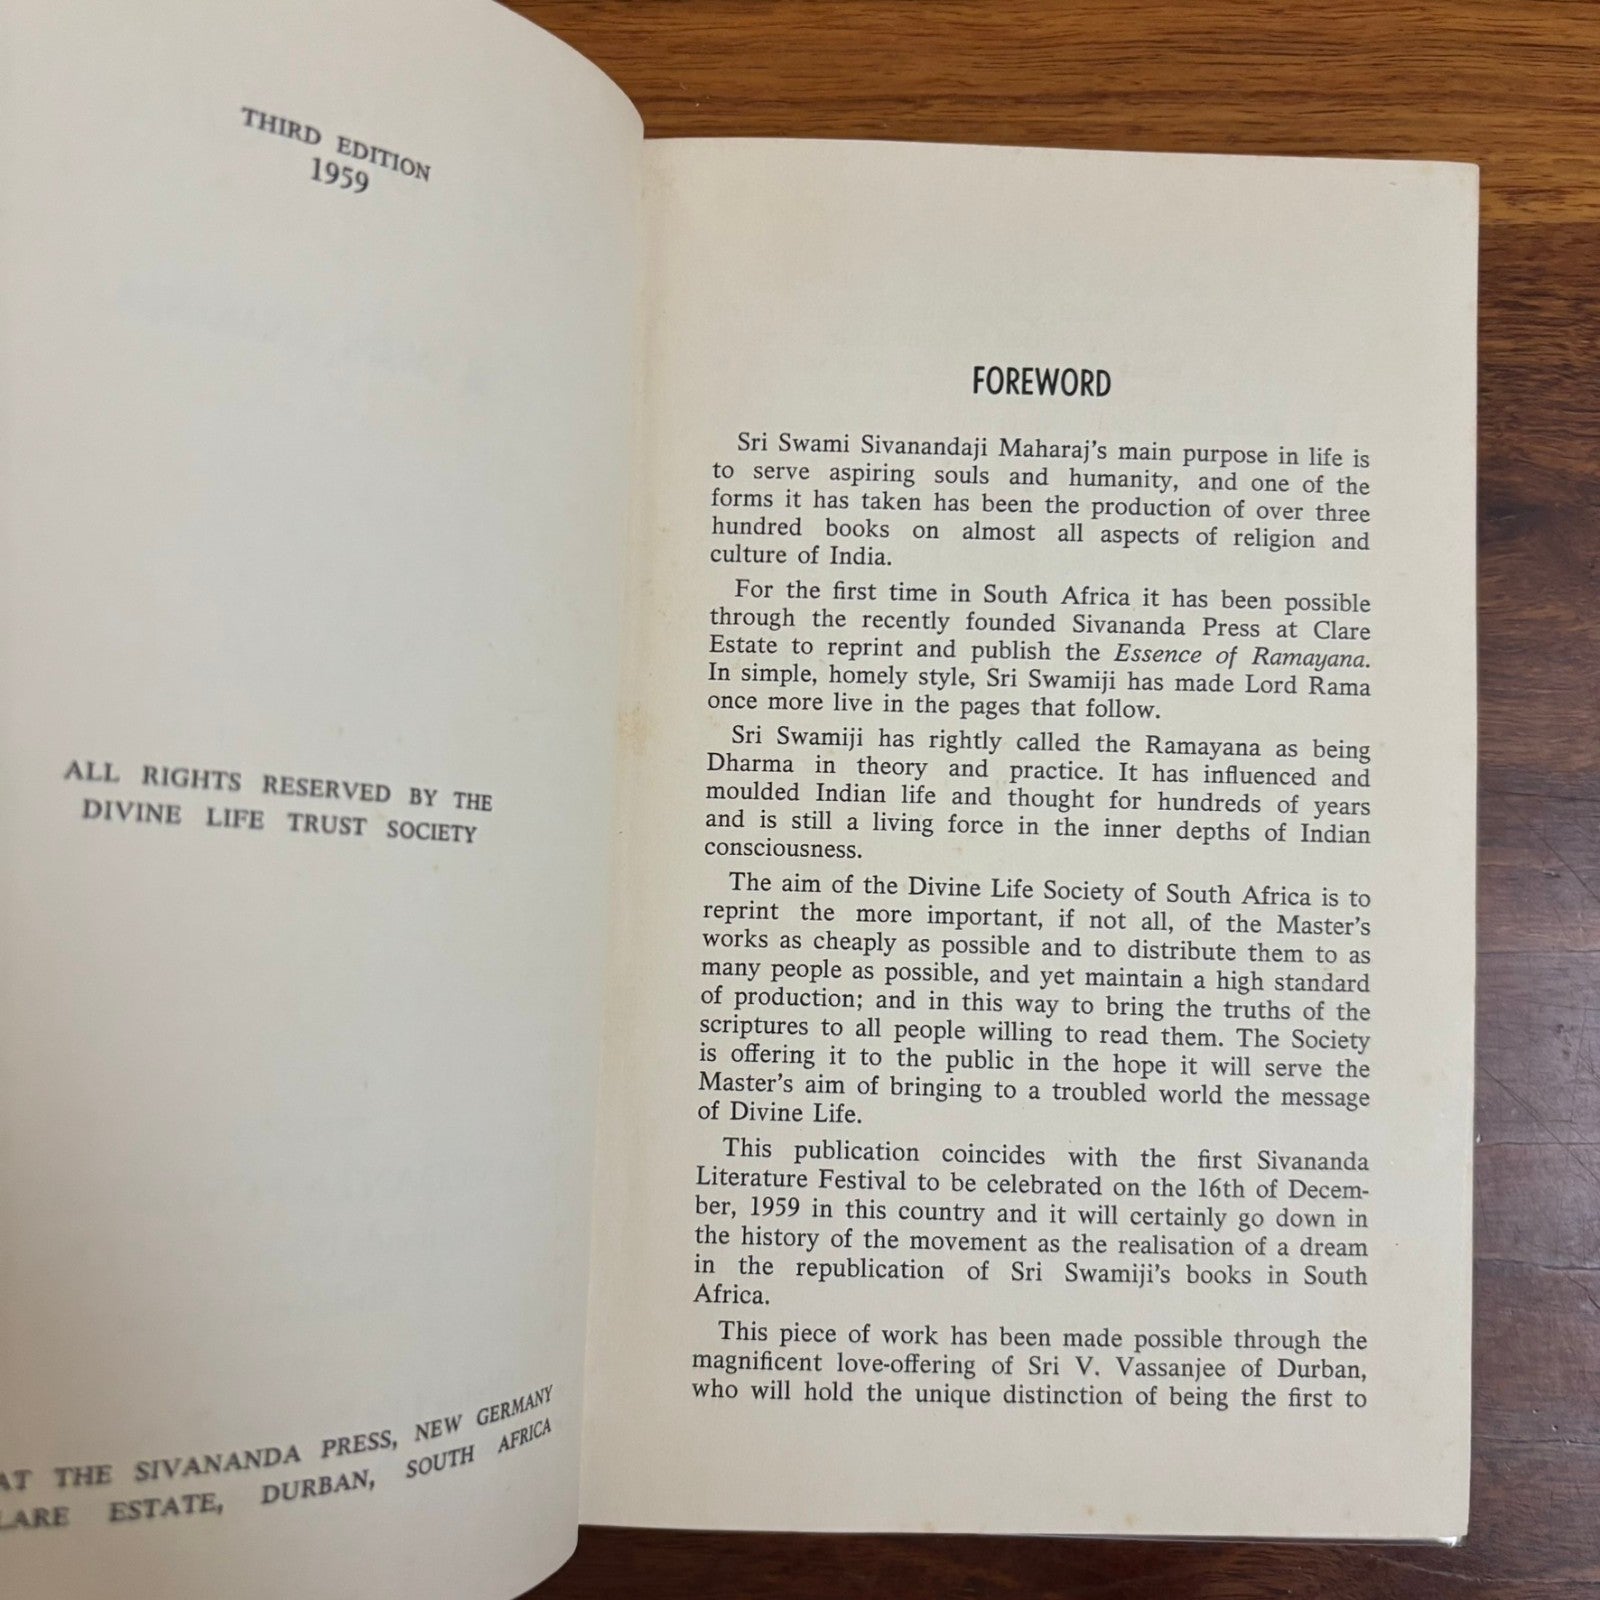 THIRD EDITION
1959
ALL RIGHTS RESERVED BY THE
DIVINE LIFE TRUST SOCIETY
AT THE SIVANANDA PRESS, NEW GERMANY
ESTATE, DURBAN, SOUTH AFRICA
FOREWORD
Sri Swami Sivanandaji Maharaj's main purpose in life is
to serve aspiring souls and humanity, and one of the
forms it has taken has been the production of over three
hundred books on almost all aspects of religion and
culture of India.
For the first time in South Africa it has been possible
through the recently founded Sivananda Press at Clare
Estate to reprint and publish the Essence of Ramayana.
In simple, homely style, Sri Swamiji has made Lord Rama
once more live in the pages that follow.
Sri Swamiji has rightly called the Ramayana as being
Dharma in theory and practice. It has influenced and
moulded Indian life and thought for hundreds of years
and is still a living force in the inner depths of Indian
consciousness.
The aim of the Divine Life Society of South Africa is to
reprint the more important, if not all, of the Master's
works as cheaply as possible and to distribute them to as
many people as possible, and yet maintain a high standard
of production; and in this way to bring the truths of the
scriptures to all people willing to read them. The Society
is offering it to the public in the hope it will serve the
Master's aim of bringing to a troubled world the message
of Divine Life.
This publication coincides with the first Sivananda
Literature Festival to be celebrated on the 16th of Decem-
ber, 1959 in this country and it will certainly go down in
the history of the movement as the realisation of a dream
in the republication of Sri Swamiji's books in South
Africa.
This piece of work has been made possible through the
magnificent love-offering of Sri V. Vassanjee of Durban,
who will hold the unique distinction of being the first to